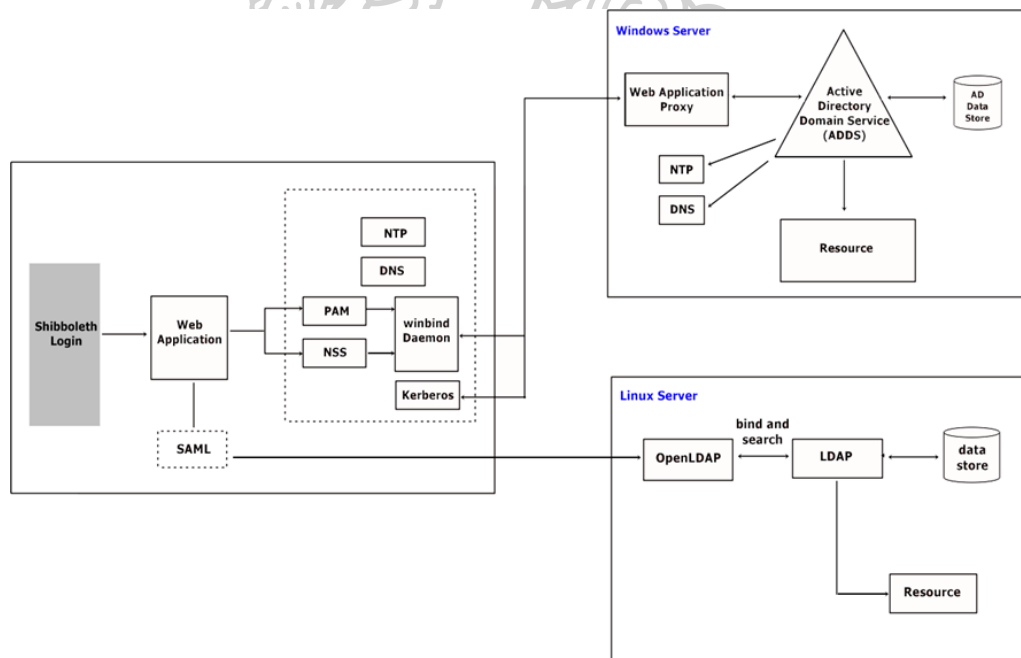 Windows Server
Web Application
Proxy
Active
Directory
Domain Service
(ADDS)
AD
Data
Store
NTP
DNS
Resource
Shibboleth
Login
Web
Application
SAML
NTP
DNS
PAM
NSS
winbind
Daemon
Kerberos
Linux Server
OpenLDAP
bind and
search
LDAP
data
store
Resource